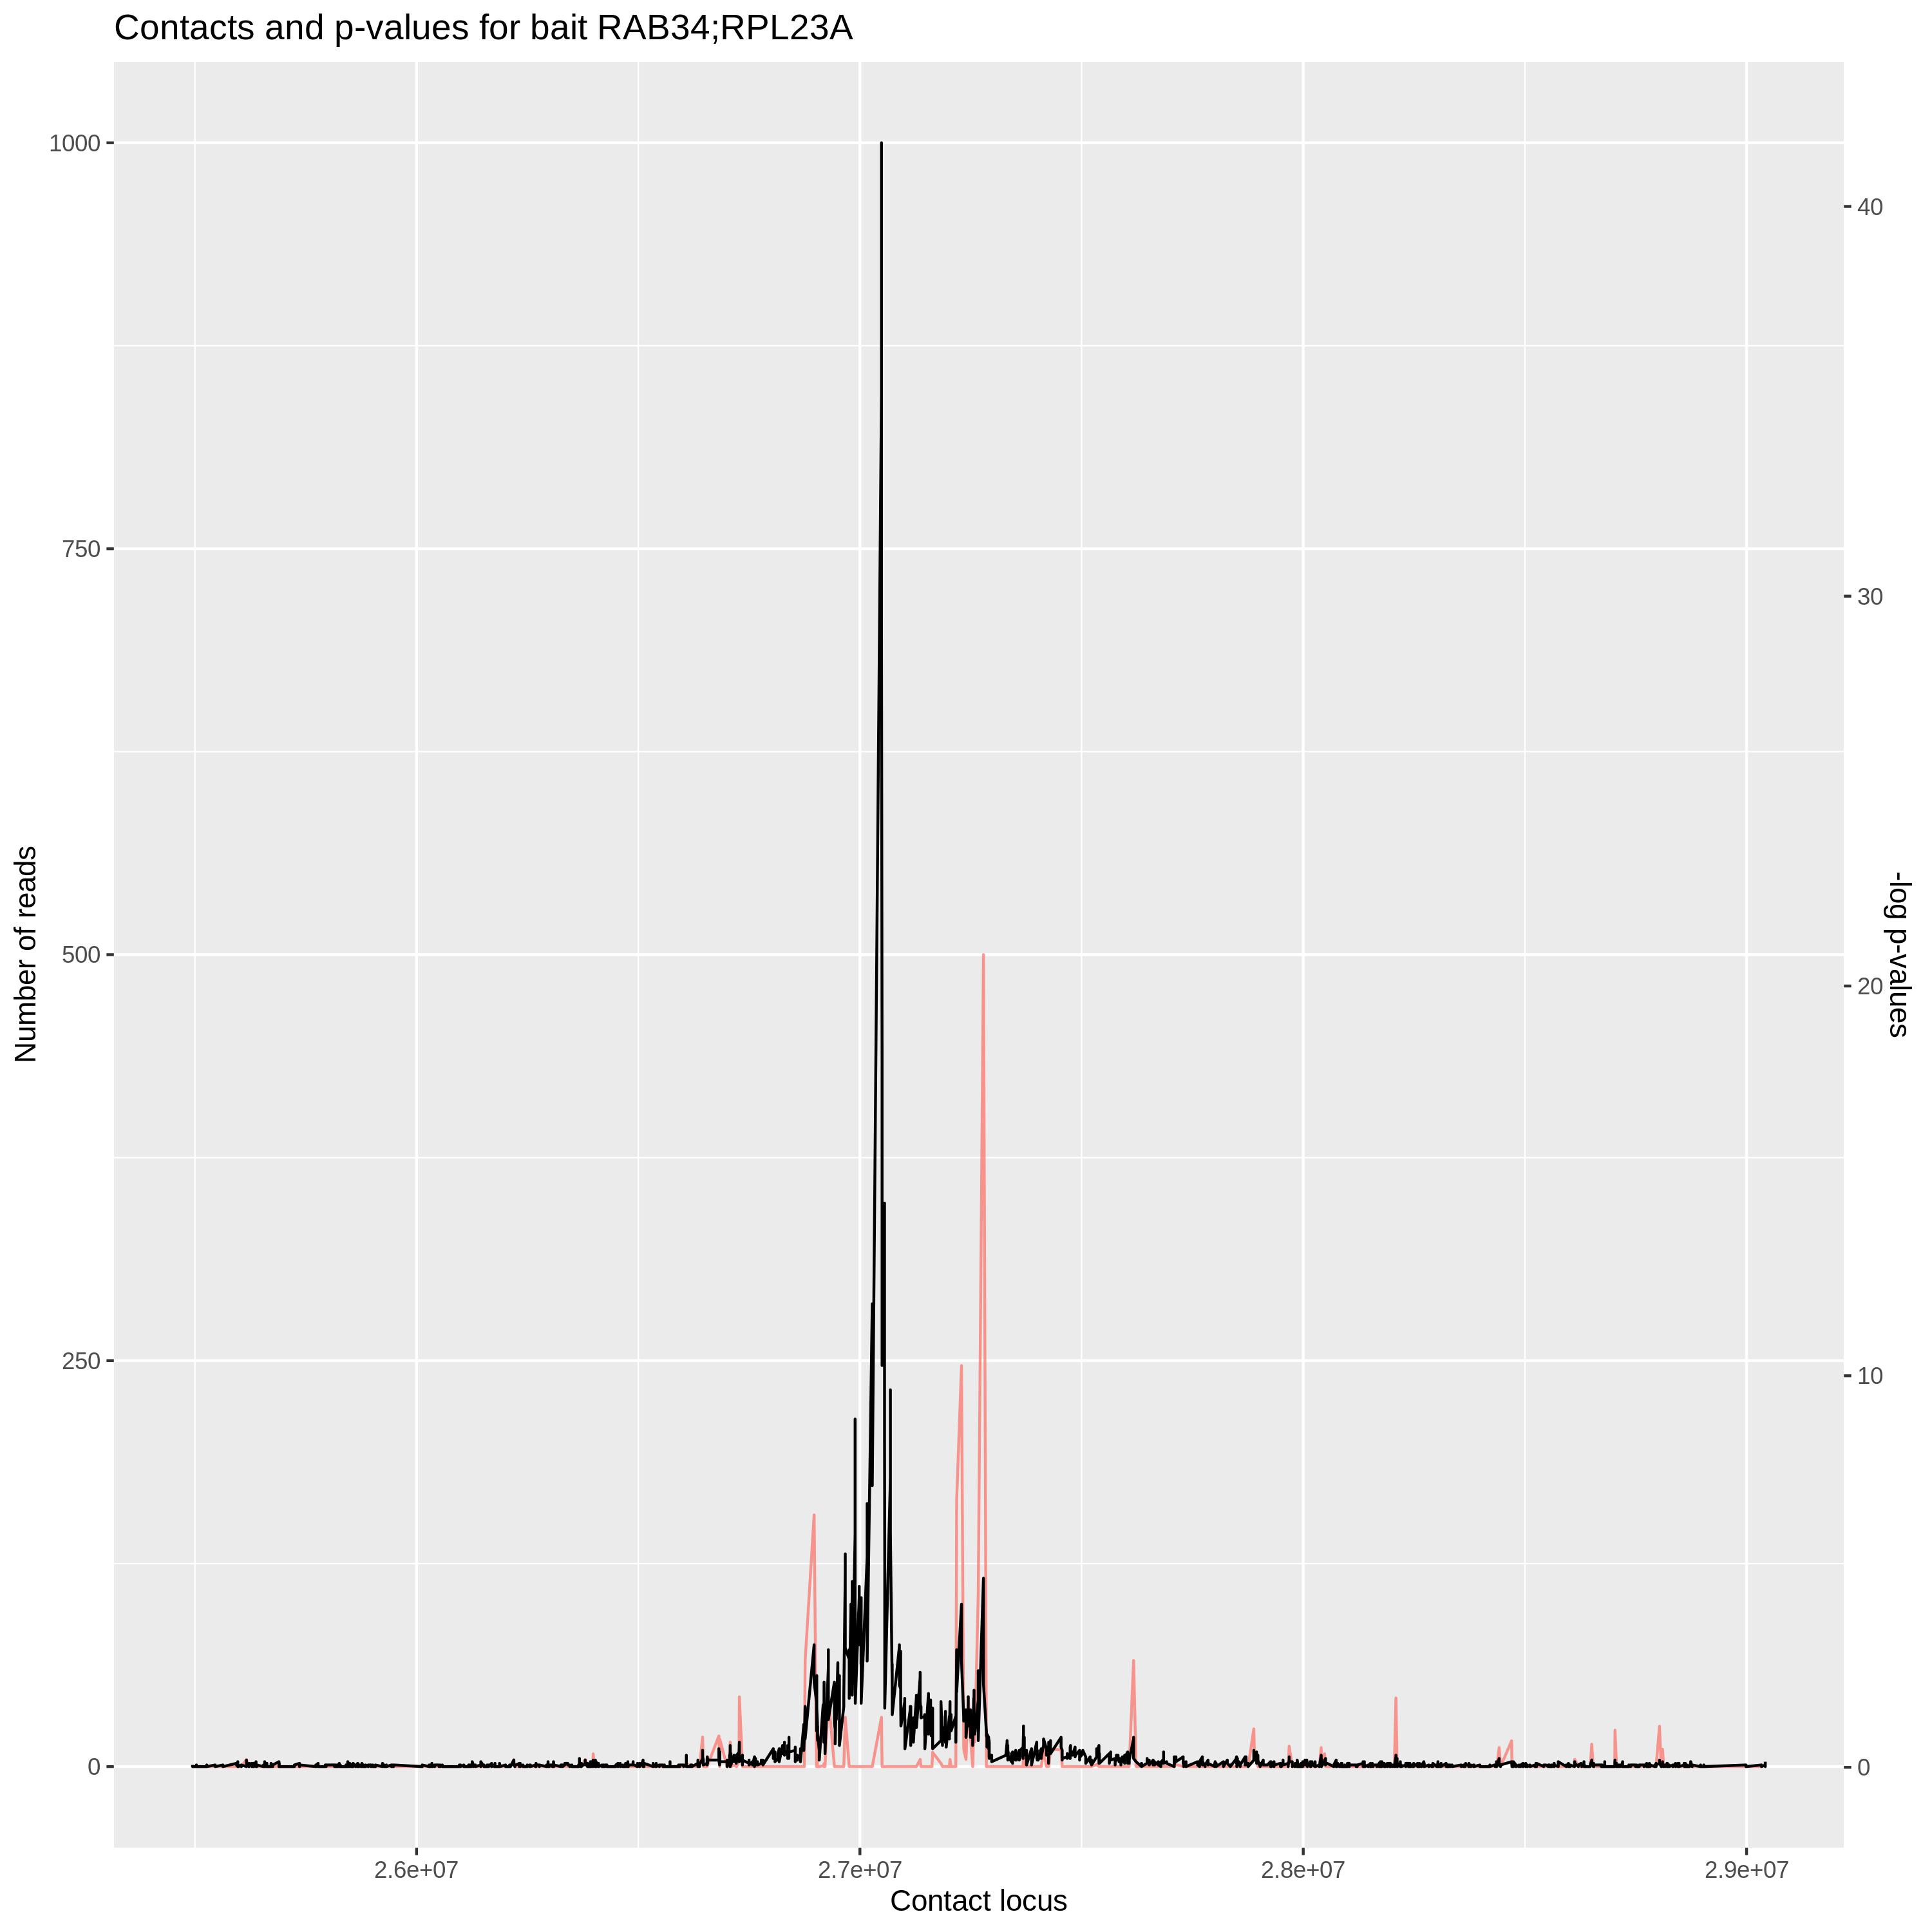 Contacts and p-values for bait RAB34;RPL23A
1000
750
500
250
0
Number of reads
40
30
20
10
0
-log p-values
2.6e+07
2.7e+07
2.8e+07
2.9e+07
Contact locus